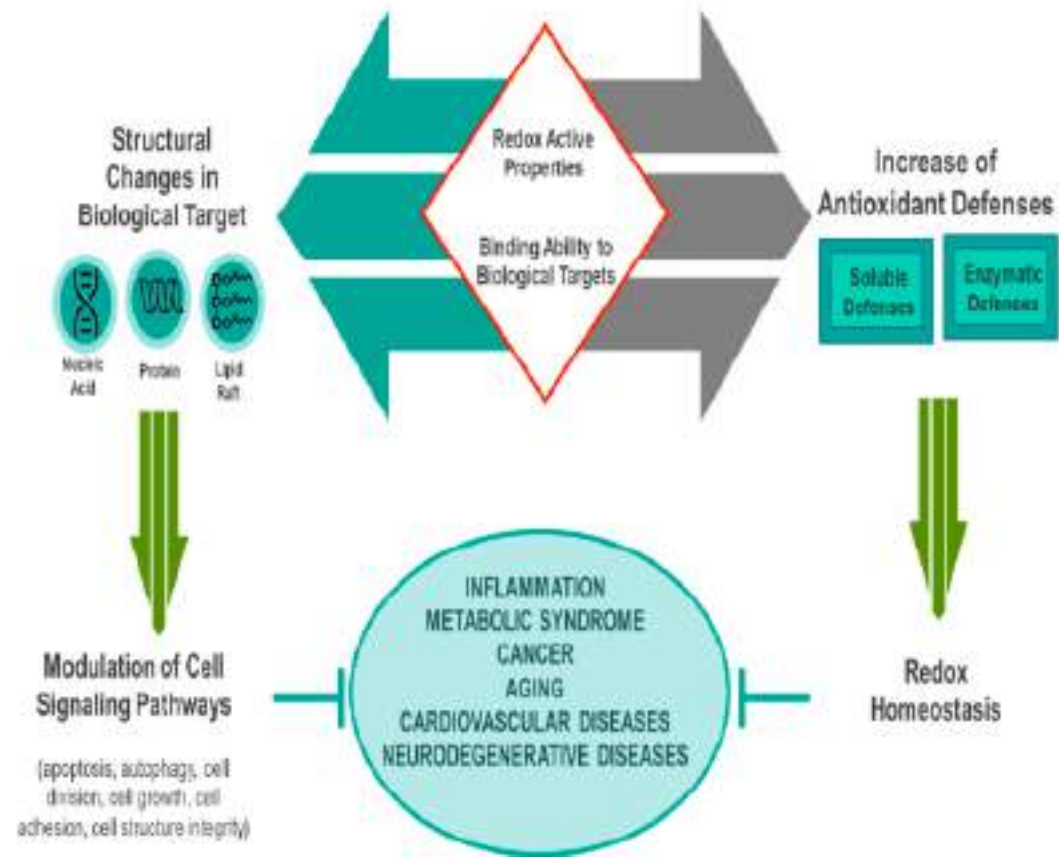 Redox Active
Properties
Binding Ability to
Biological Targets
Structural
Changes in
Biological Target
Nucleic
Acid
Protein
Lipid
Raft
Increase of
Antioxidant Defenses
Soluble
Defenses
Enzymatic
Defenses
Modulation of Cell
Signaling Pathways
(apoptosis, autophagy, cell
division, cell growth, cell
adhesion, cell structure integrity)
INFLAMMATION
METABOLIC SYNDROME
CANCER
AGING
CARDIOVASCULAR DISEASES
NEURODEGENERATIVE DISEASES
Redox
Homeostasis